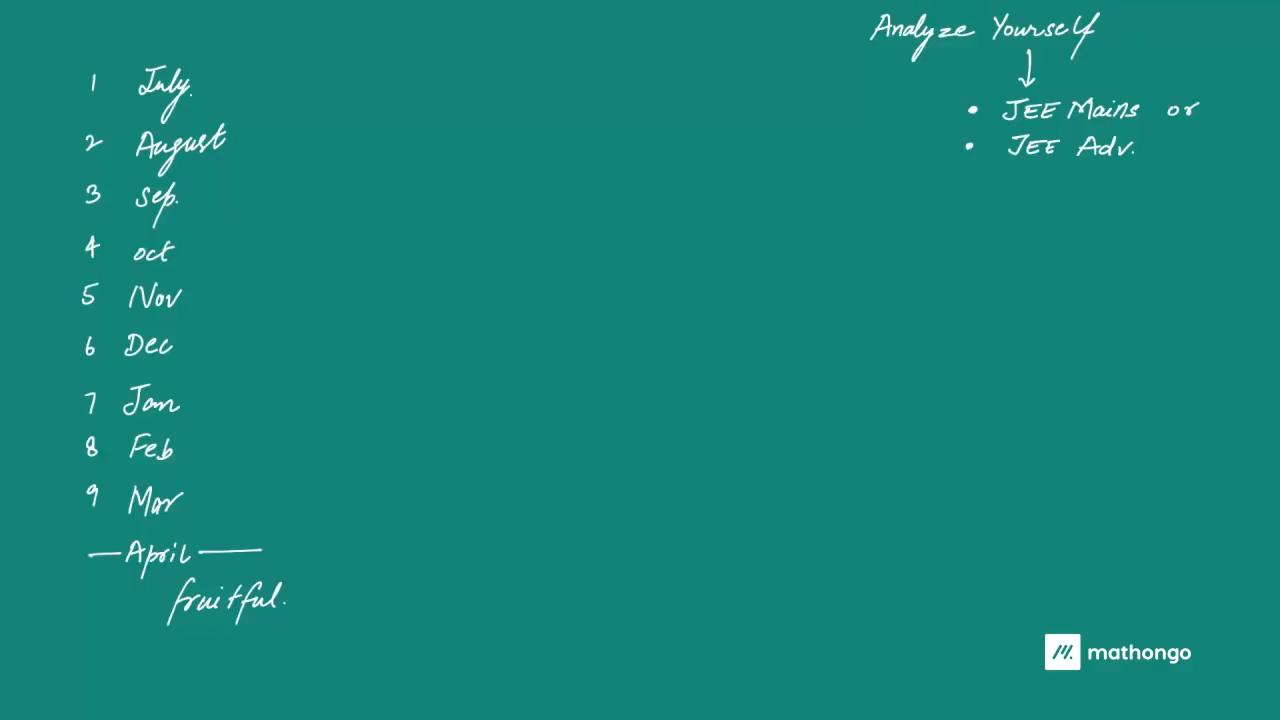 1 July.
2 August
3 Sep.
4 oct
5 Nov
6 Dec
7 Jan
8 Feb
9 Mar
— April —
fruitful.
Analyze Yourself
↓
• JEE Mains or
• JEE Adv.
mathongo